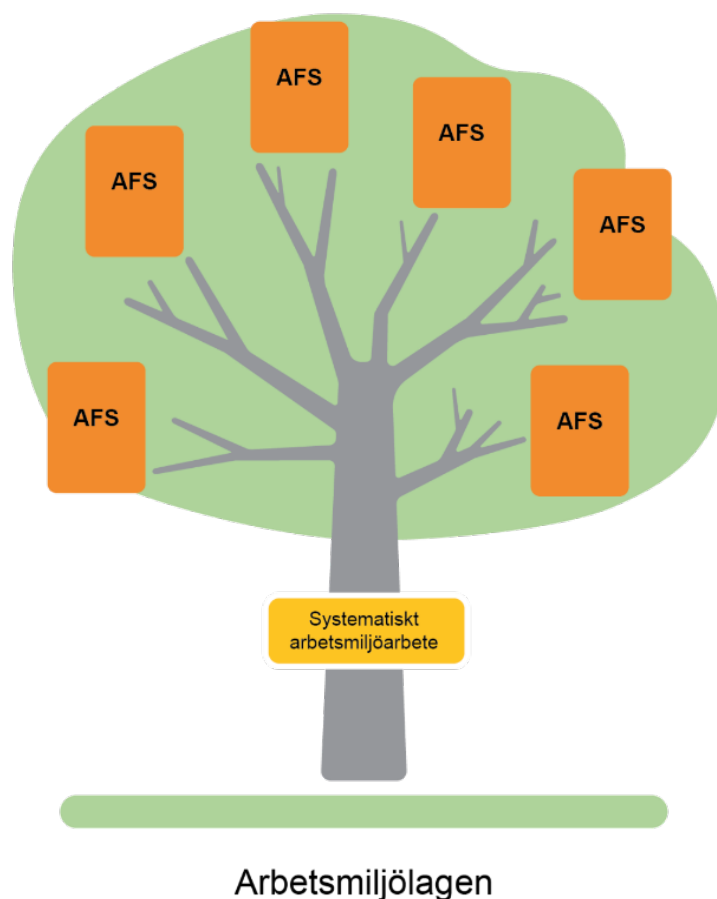 AFS
AFS
AFS
AFS
AFS
AFS
Systematiskt
arbetsmiljöarbete
Arbetsmiljölagen